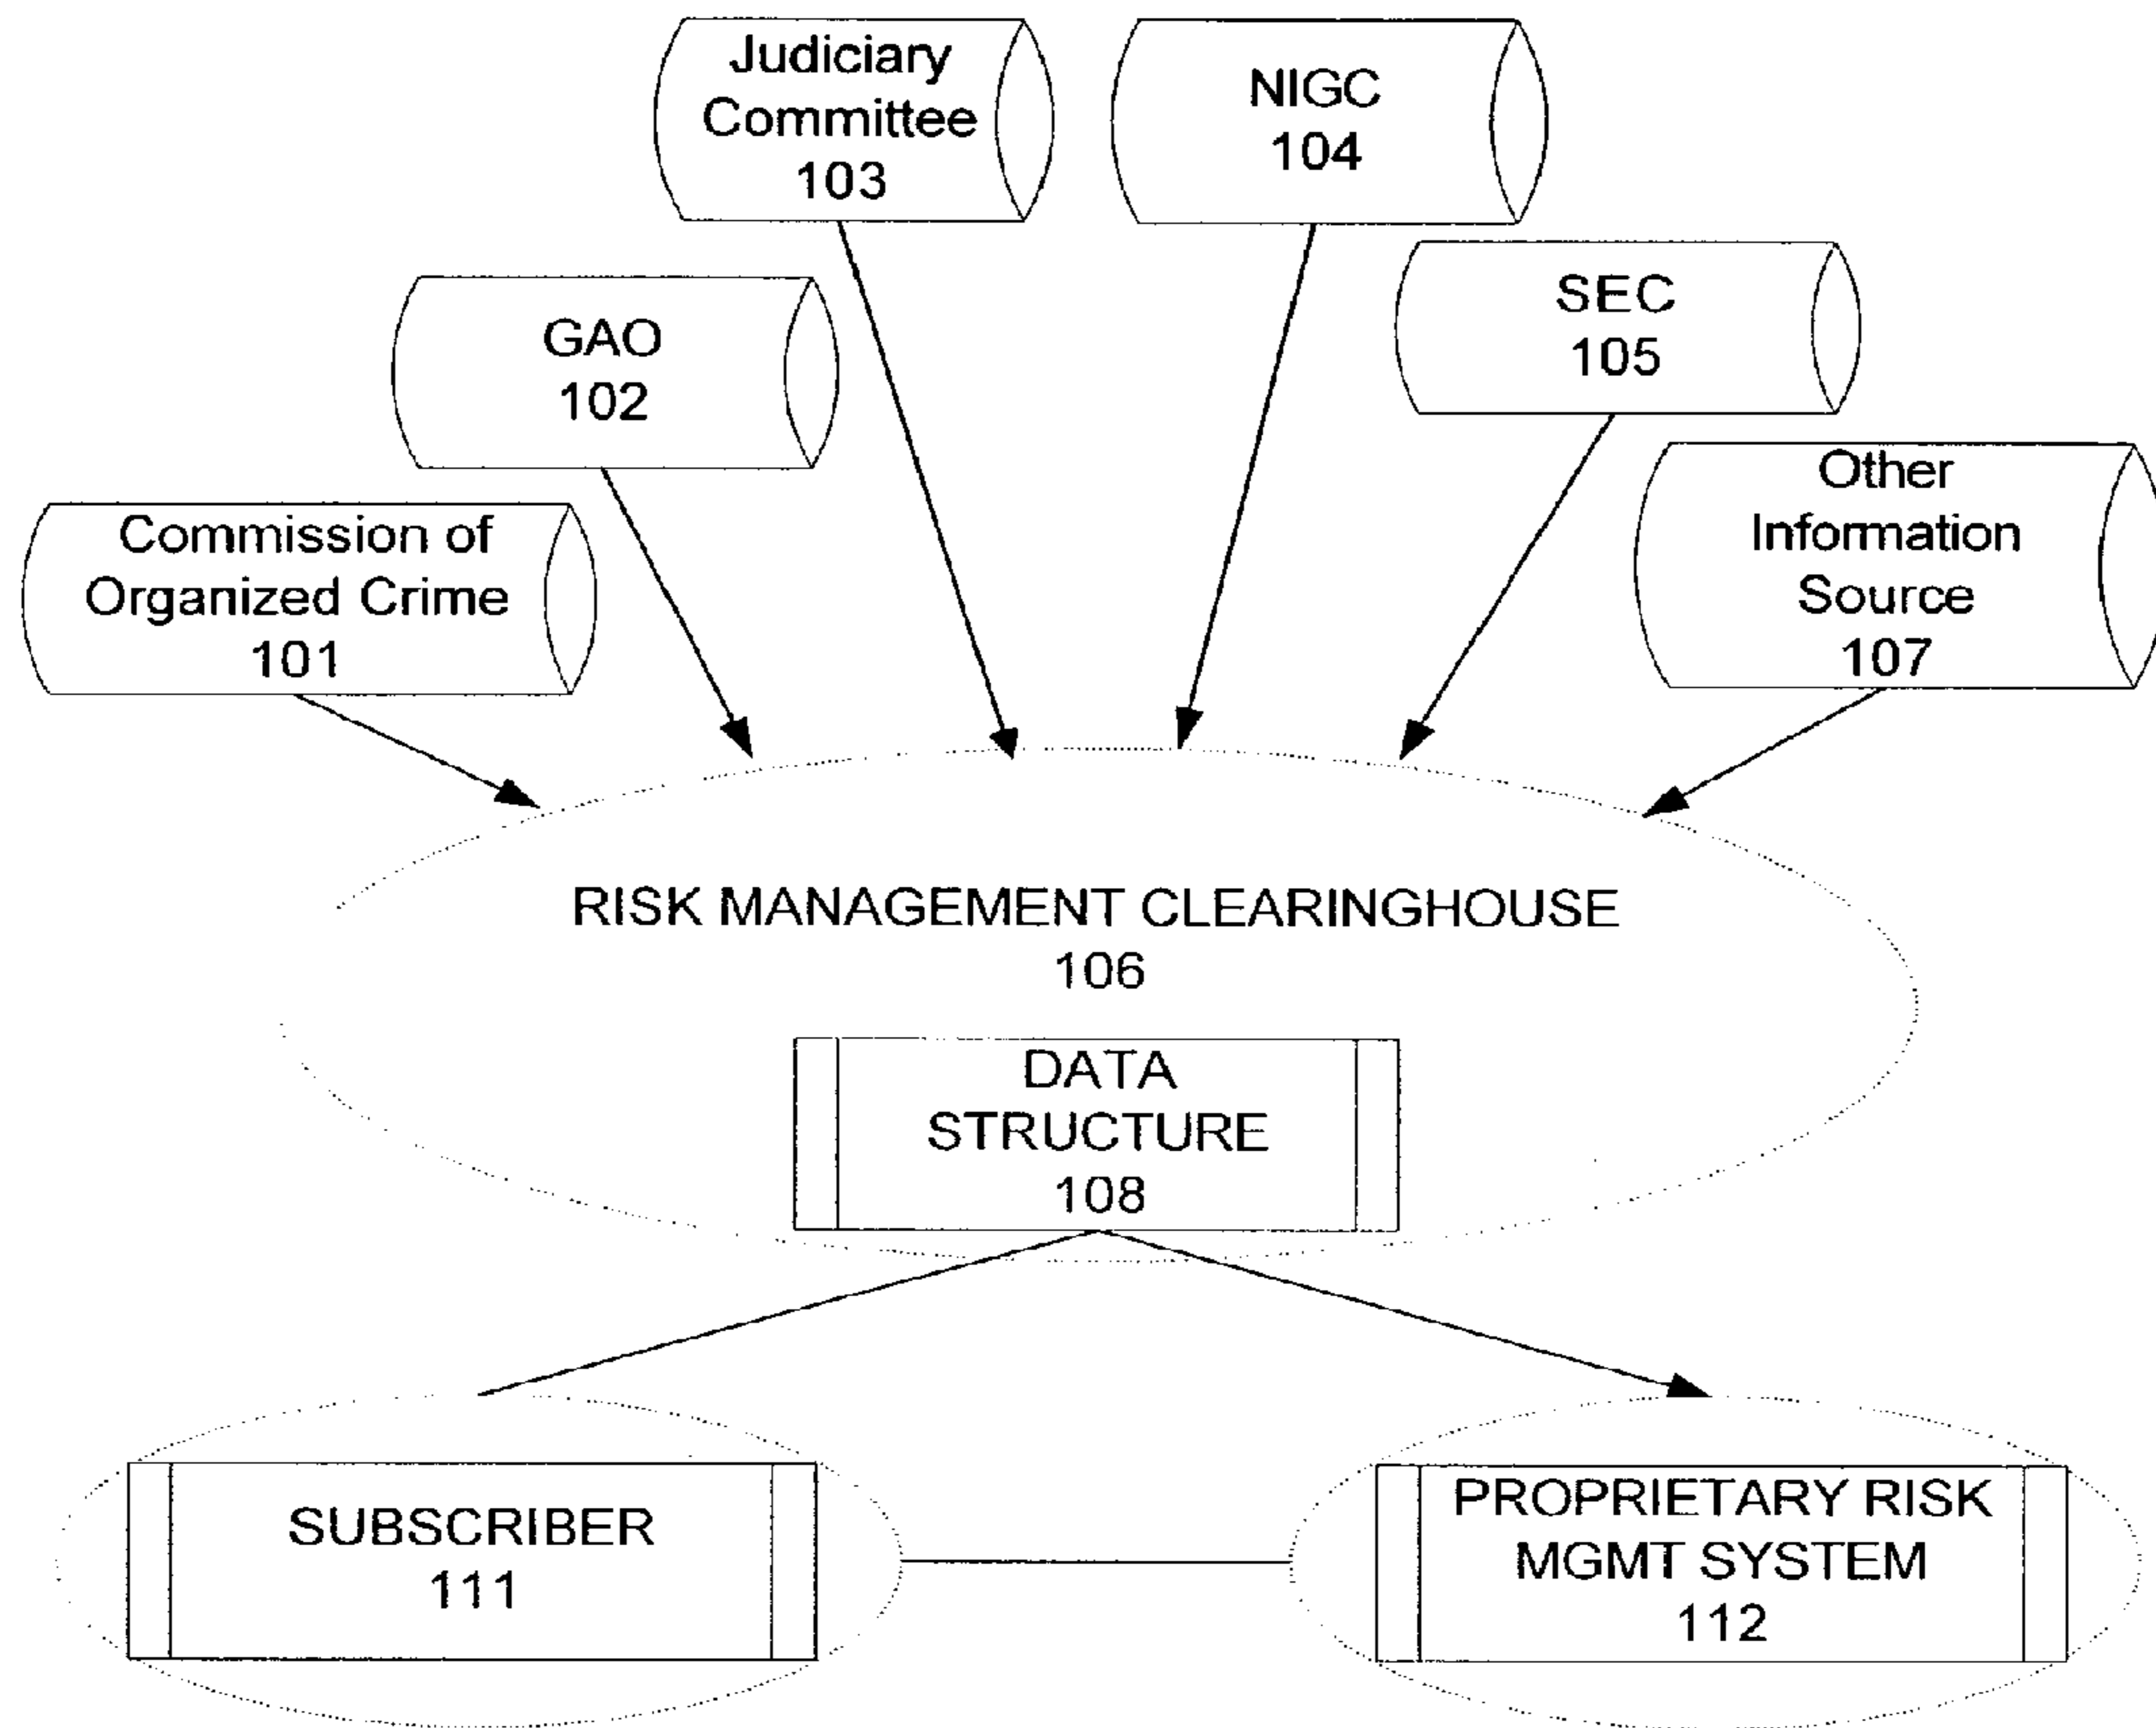 Judiciary
Committee
103
NIGC
104
GAO
102
SEC
105
Commission of
Organized Crime
101
Other
Information
Source
107
RISK MANAGEMENT CLEARINGHOUSE
106
DATA
STRUCTURE
108
SUBSCRIBER
111
PROPRIETARY RISK
MGMT SYSTEM
112